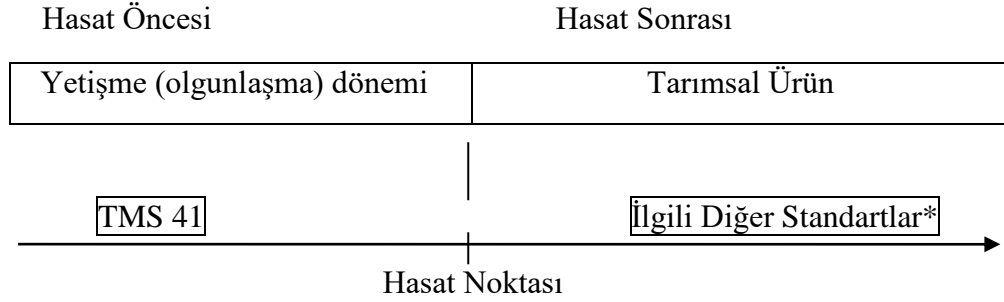 Hasat Öncesi Hasat Sonrası
Yetişme (olgunlaşma) dönemi Tarımsal Ürün
TMS 41 İlgili Diğer Standartlar*
Hasat Noktası